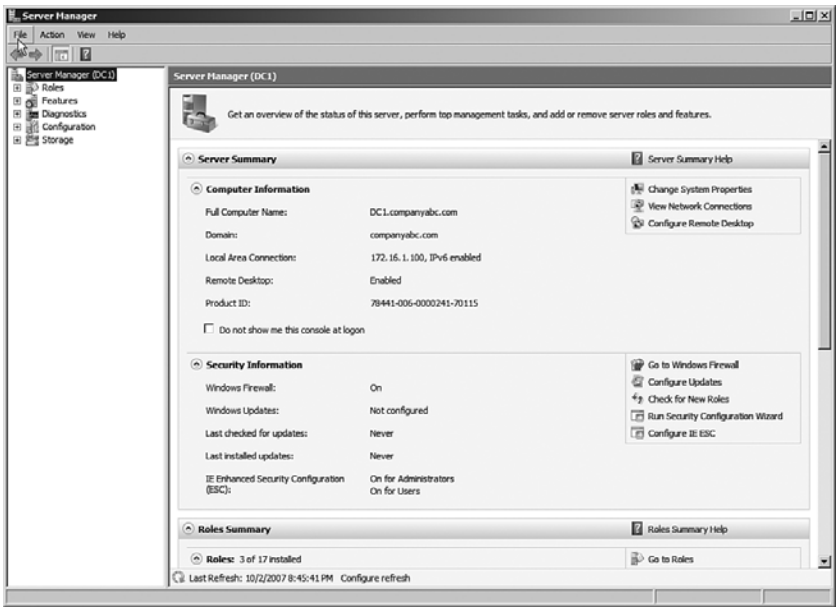 Server Manager
File Action View Help
Server Manager (DC1)
Roles
Features
Diagnostics
Configuration
Storage
Server Manager (DC1)
Get an overview of the status of this server, perform top management tasks, and add or remove server roles and features.
Server Summary
Server Summary Help
Computer Information
Full Computer Name: DC1.companyabc.com
Domain: companyabc.com
Local Area Connection: 172.16.1.100, IPv6 enabled
Remote Desktop: Enabled
Product ID: 78441-006-0000241-70115
Do not show me this console at logon
Change System Properties
View Network Connections
Configure Remote Desktop
Security Information
Windows Firewall: On
Windows Updates: Not configured
Last checked for updates: Never
Last installed updates: Never
IE Enhanced Security Configuration On for Administrators
(ESC): On for Users
Go to Windows Firewall
Configure Updates
Check for New Roles
Run Security Configuration Wizard
Configure IE ESC
Roles Summary
Roles Summary Help
Roles: 3 of 17 installed
Go to Roles
Last Refresh: 10/2/2007 8:45:41 PM Configure refresh